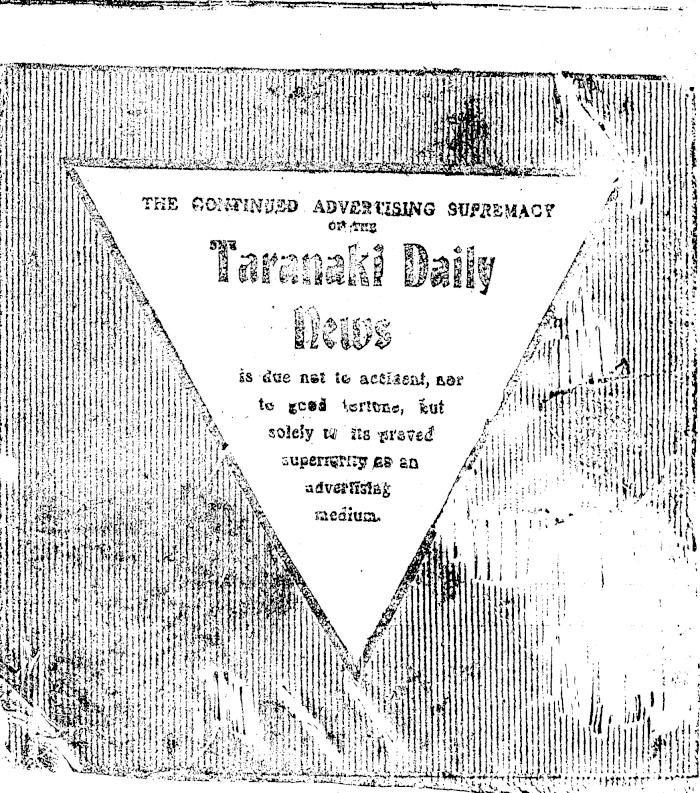 THE CONTINUED ADVERTISING SUPREMACY
OF THE
Taranaki Daily
News
is due not to accident, nor
to good fortune, but
solely to its proved
superiority as an
advertising
medium.